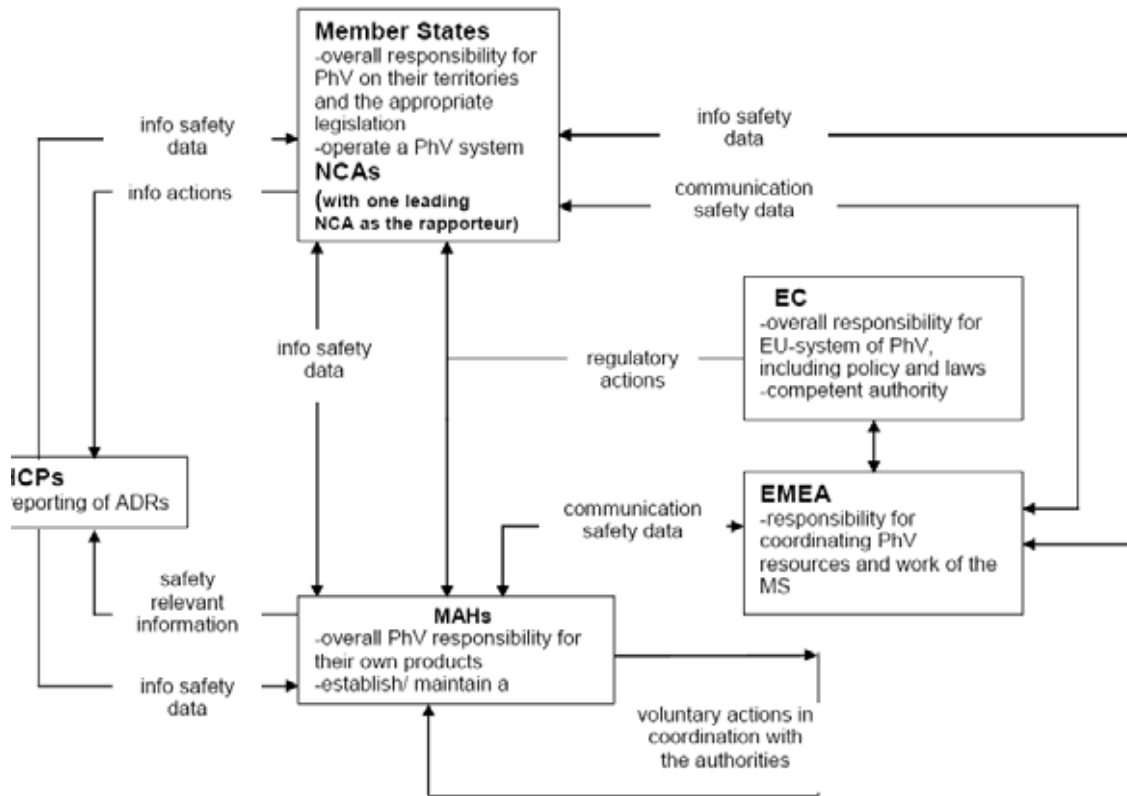 Member States
-overall responsibility for
PhV on their territories
and the appropriate
legislation
-operate a PhV system
NCAs
(with one leading
NCA as the rapporteur)
info safety
data
info actions
info safety
data
communication
safety data
EC
-overall responsibility for
EU-system of PhV,
including policy and laws
-competent authority
info safety
data
regulatory
actions
CPs
reporting of ADRs
EMEA
-responsibility for
coordinating PhV
resources and work of the
MS
communication
safety data
safety
relevant
information
MAHs
-overall PhV responsibility for
their own products
-establish/ maintain a
info safety
data
voluntary actions in
coordination with
the authorities